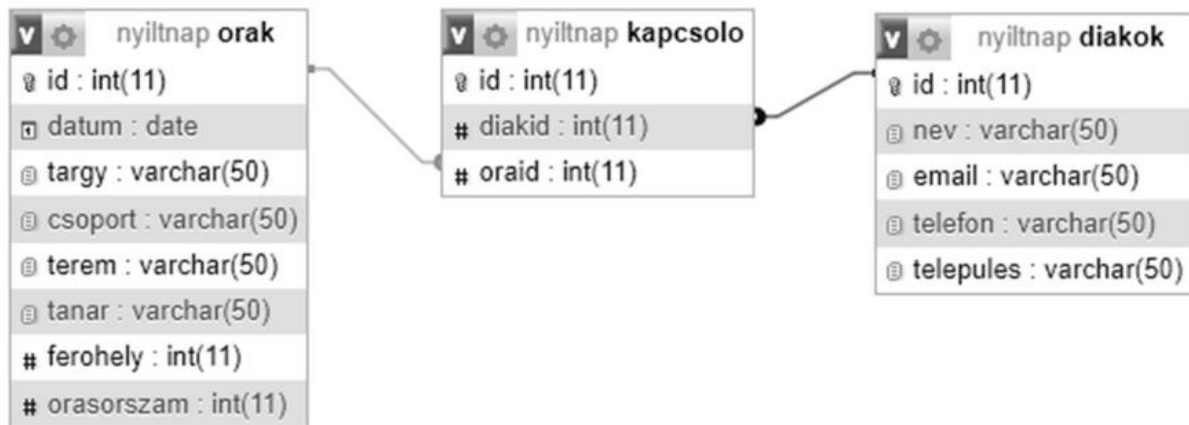 nyiltnap orak
id : int(11)
datum : date
targy : varchar(50)
csoport : varchar(50)
terem : varchar(50)
tanar : varchar(50)
ferohely : int(11)
orasorszam : int(11)
nyiltnap kapcsolo
id : int(11)
diakid : int(11)
oraid : int(11)
nyiltnap diakok
id : int(11)
nev : varchar(50)
email : varchar(50)
telefon : varchar(50)
telepules : varchar(50)